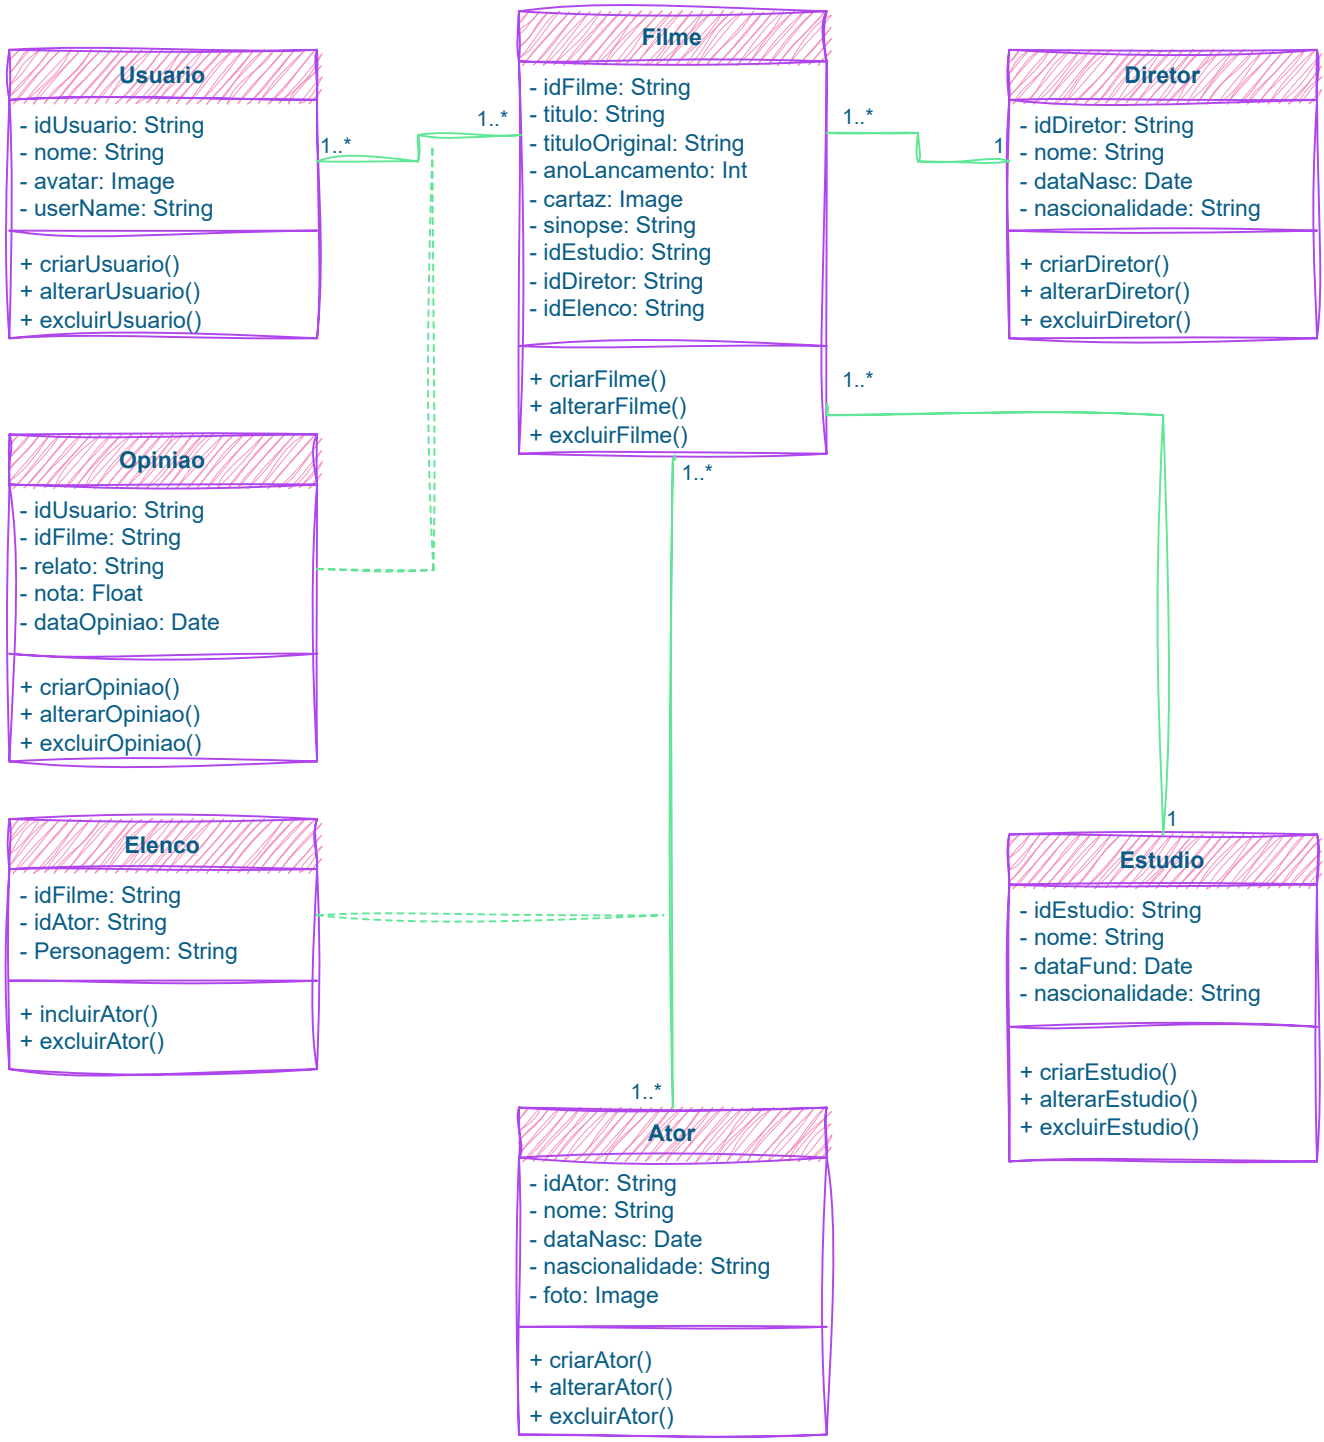 Usuario
- idUsuario: String
- nome: String
- avatar: Image
- userName: String
+ criarUsuario()
+ alterarUsuario()
+ excluirUsuario()
1..*
1..*
Filme
- idFilme: String
- titulo: String
- tituloOriginal: String
- anoLancamento: Int
- cartaz: Image
- sinopse: String
- idEstudio: String
- idDiretor: String
- idElenco: String
+ criarFilme()
+ alterarFilme()
+ excluirFilme()
1..*
1
Diretor
- idDiretor: String
- nome: String
- dataNasc: Date
- nascionalidade: String
+ criarDiretor()
+ alterarDiretor()
+ excluirDiretor()
1..*
1..*
Opiniao
- idUsuario: String
- idFilme: String
- relato: String
- nota: Float
- dataOpiniao: Date
+ criarOpiniao()
+ alterarOpiniao()
+ excluirOpiniao()
Elenco
- idFilme: String
- idAtor: String
- Personagem: String
+ incluirAtor()
+ excluirAtor()
1
Estudio
- idEstudio: String
- nome: String
- dataFund: Date
- nascionalidade: String
+ criarEstudio()
+ alterarEstudio()
+ excluirEstudio()
1..*
Ator
- idAtor: String
- nome: String
- dataNasc: Date
- nascionalidade: String
- foto: Image
+ criarAtor()
+ alterarAtor()
+ excluirAtor()